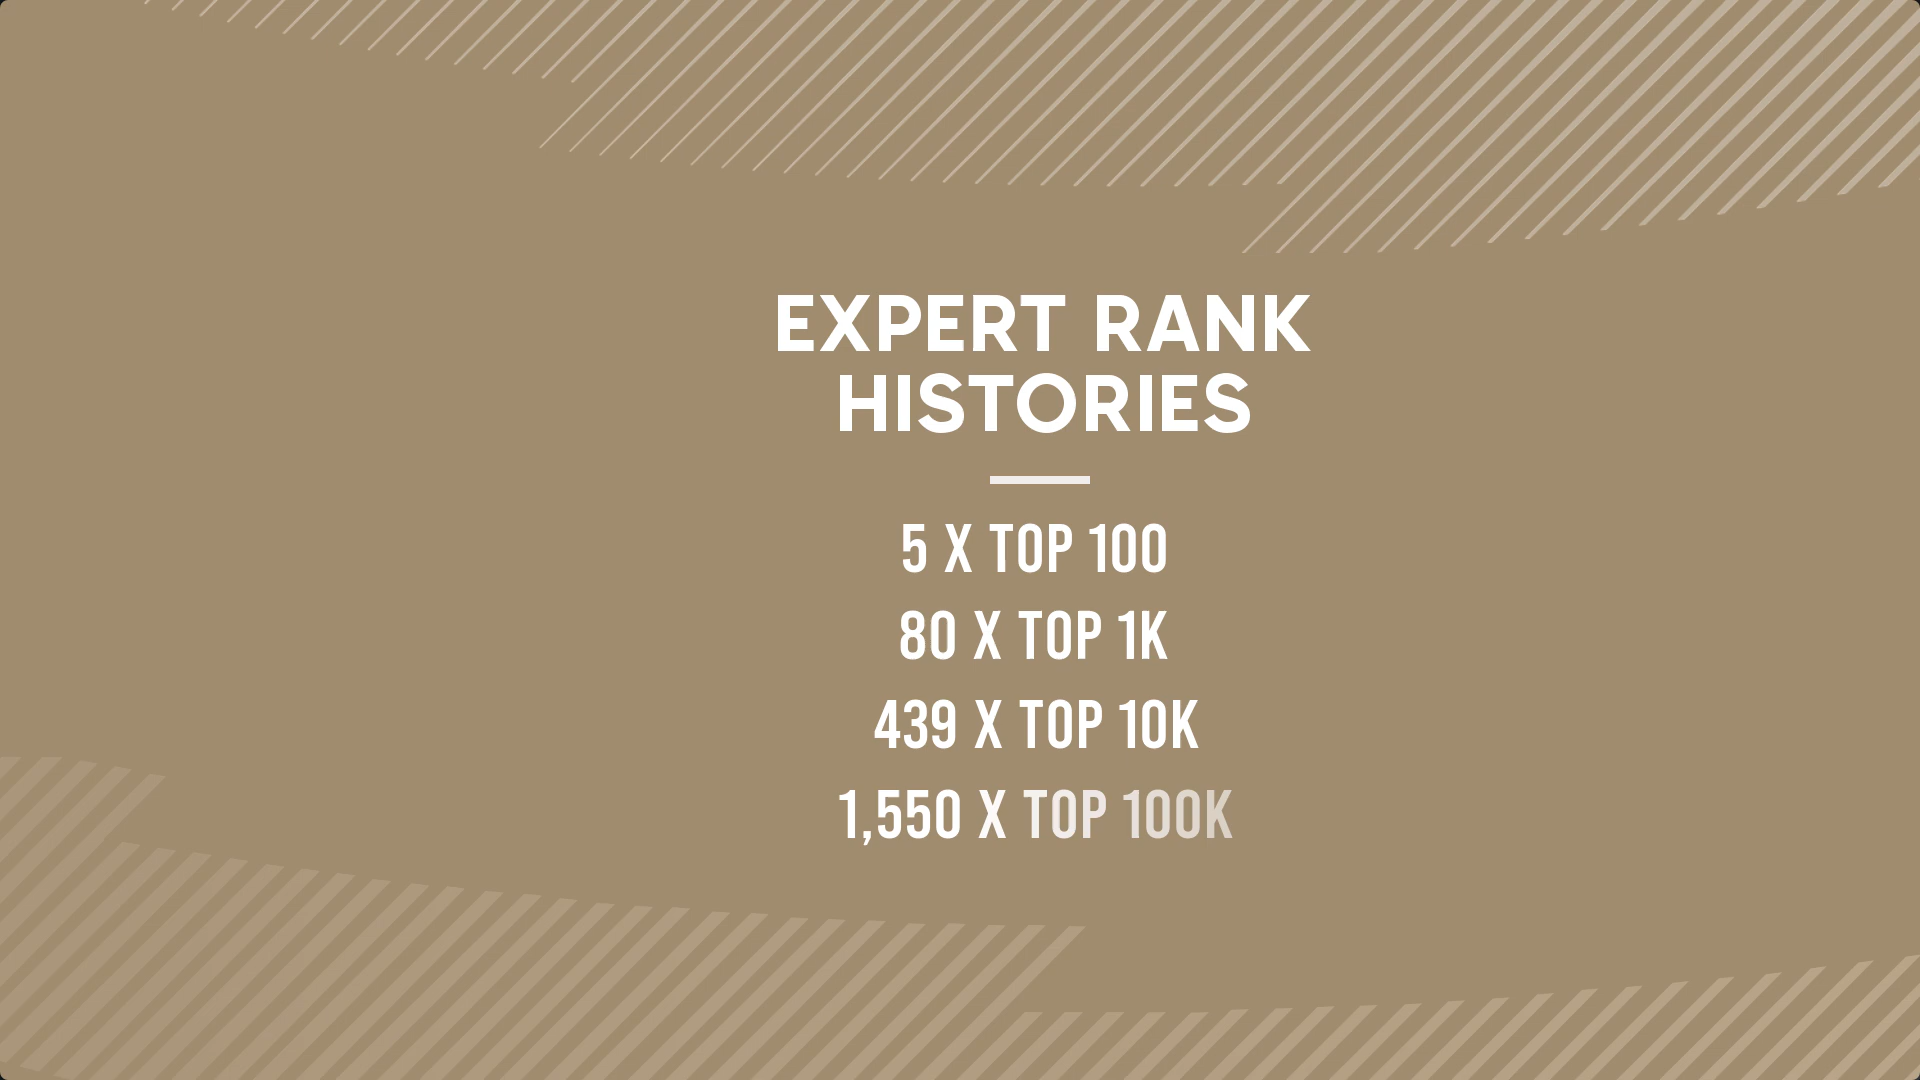 EXPERT RANK
HISTORIES
5 X TOP 100
80 X TOP 1K
439 X TOP 10K
1,550 X TOP 100K